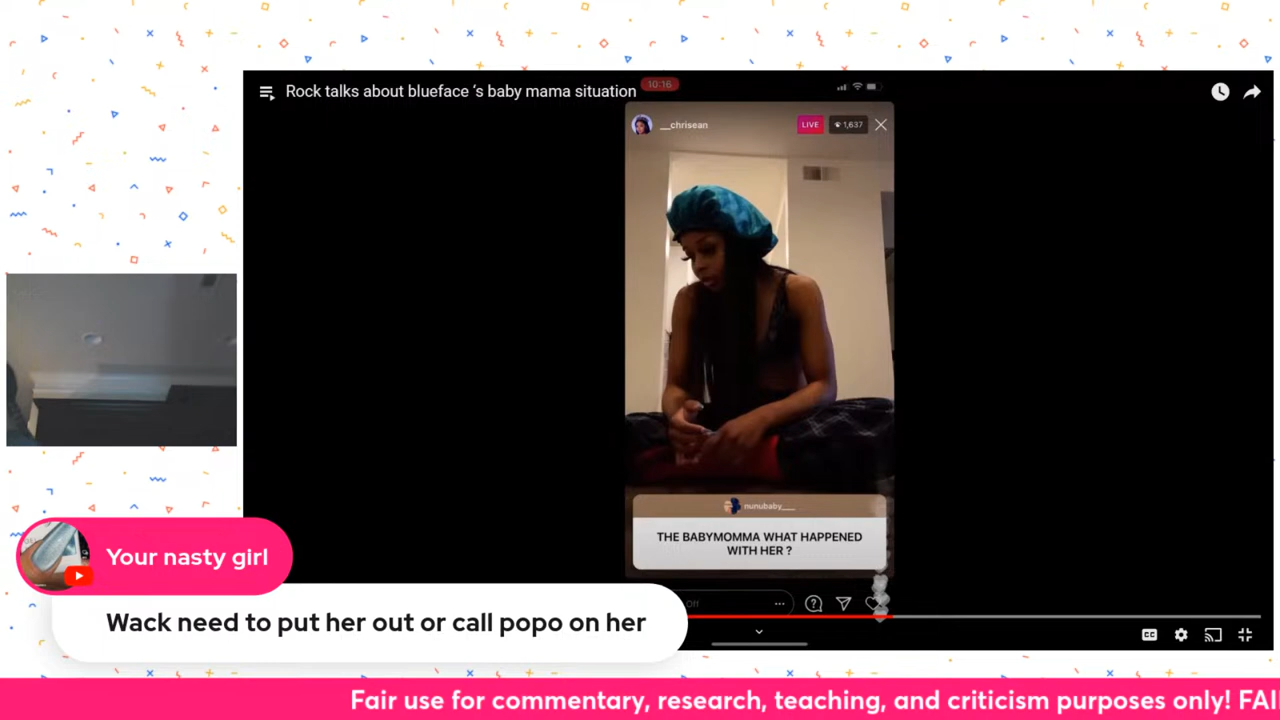 Rock talks about blueface ‘s baby mama situation
10:16
__chrisean
LIVE
1,637
nunubaby___
THE BABYMOMMA WHAT HAPPENED
WITH HER ?
Off
CC
Your nasty girl
Wack need to put her out or call popo on her
Fair use for commentary, research, teaching, and criticism purposes only! FAI